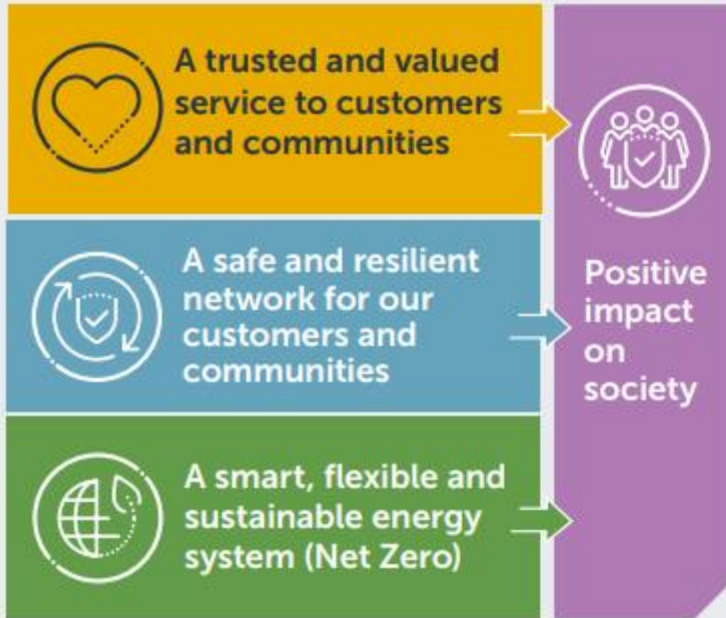 A trusted and valued
service to customers
and communities
A safe and resilient
network for our
customers and
communities
A smart, flexible and
sustainable energy
system (Net Zero)
Positive
impact
on
society